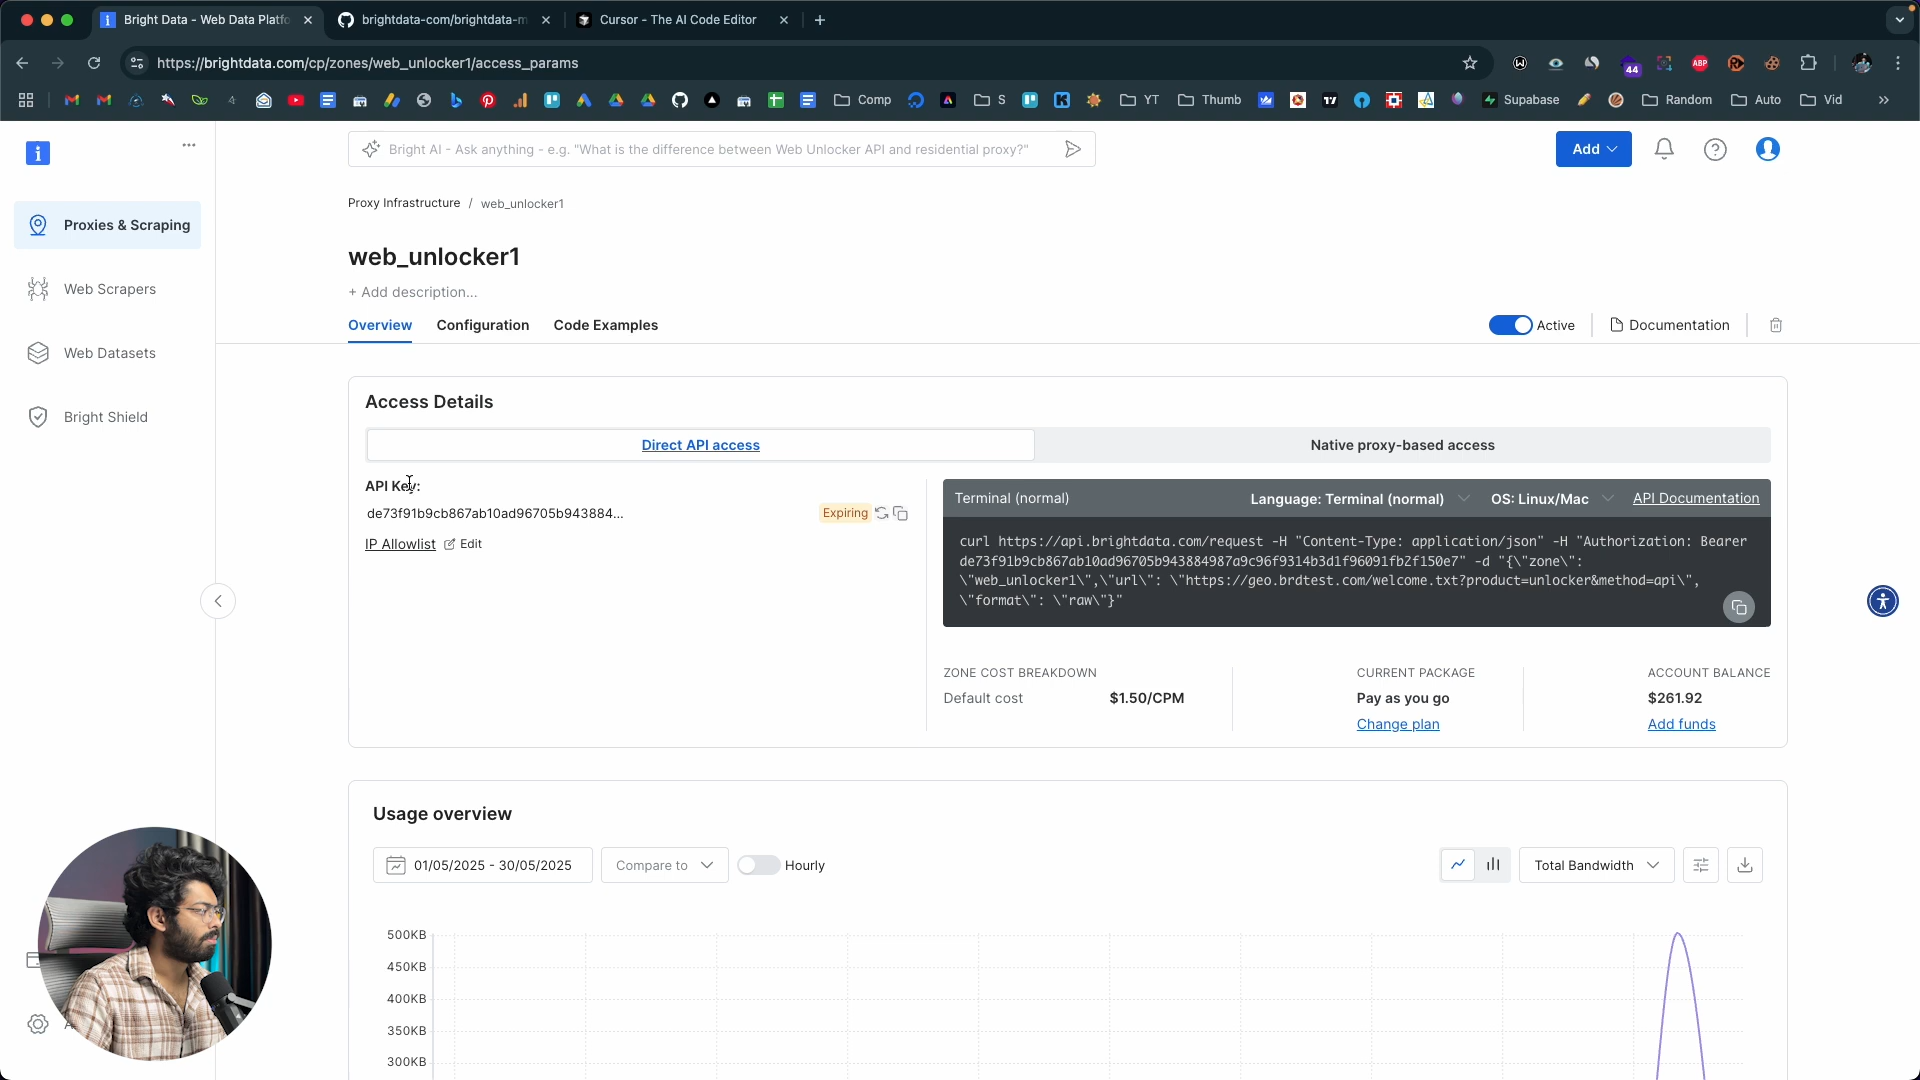 Bright Data - Web Data Platfo
brightdata-com/brightdata-m
Cursor - The AI Code Editor
https://brightdata.com/cp/zones/web_unlocker1/access_params
44
ABP
Comp
S
YT
Thumb
Supabase
Random
Auto
Vid
Bright AI - Ask anything - e.g. "What is the difference between Web Unlocker API and residential proxy?"
Add
Proxy Infrastructure / web_unlocker1
Proxies & Scraping
Web Scrapers
Web Datasets
Bright Shield
web_unlocker1
+ Add description...
Overview
Configuration
Code Examples
Active
Documentation
Access Details
Direct API access
Native proxy-based access
API Key:
de73f91b9cb867ab10ad96705b943884...
Expiring
IP Allowlist
Edit
Terminal (normal)
Language: Terminal (normal)
OS: Linux/Mac
API Documentation
curl https://api.brightdata.com/request -H "Content-Type: application/json" -H "Authorization: Bearer
de73f91b9cb867ab10ad96705b943884987a9c96f9314b3d1f96091fb2f150e7" -d "{\"zone\":
\"web_unlocker1\",\"url\": \"https://geo.brdtest.com/welcome.txt?product=unlocker&method=api\",
\"format\": \"raw\"}"
ZONE COST BREAKDOWN
Default cost
$1.50/CPM
CURRENT PACKAGE
Pay as you go
Change plan
ACCOUNT BALANCE
$261.92
Add funds
Usage overview
01/05/2025 - 30/05/2025
Compare to
Hourly
Total Bandwidth
500KB
450KB
400KB
350KB
300KB